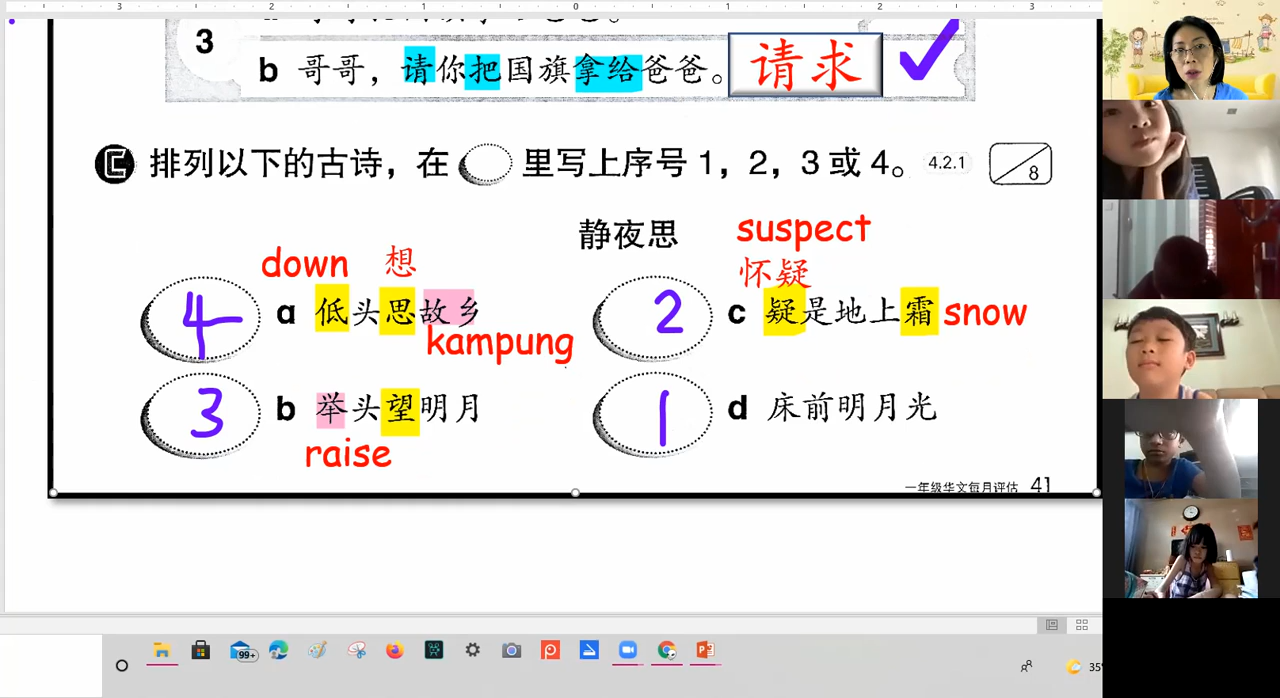 3
b 哥哥，请你把国旗拿给爸爸。 请求
C 排列以下的古诗，在 里写上序号1，2，3或4。 4.2.1 8
静夜思 suspect
down 想 怀疑
4 a 低头思故乡 2 c 疑是地上霜 snow
kampung
3 b 举头望明月 1 d 床前明月光
raise
一年级华文每月评估 41
99+
35